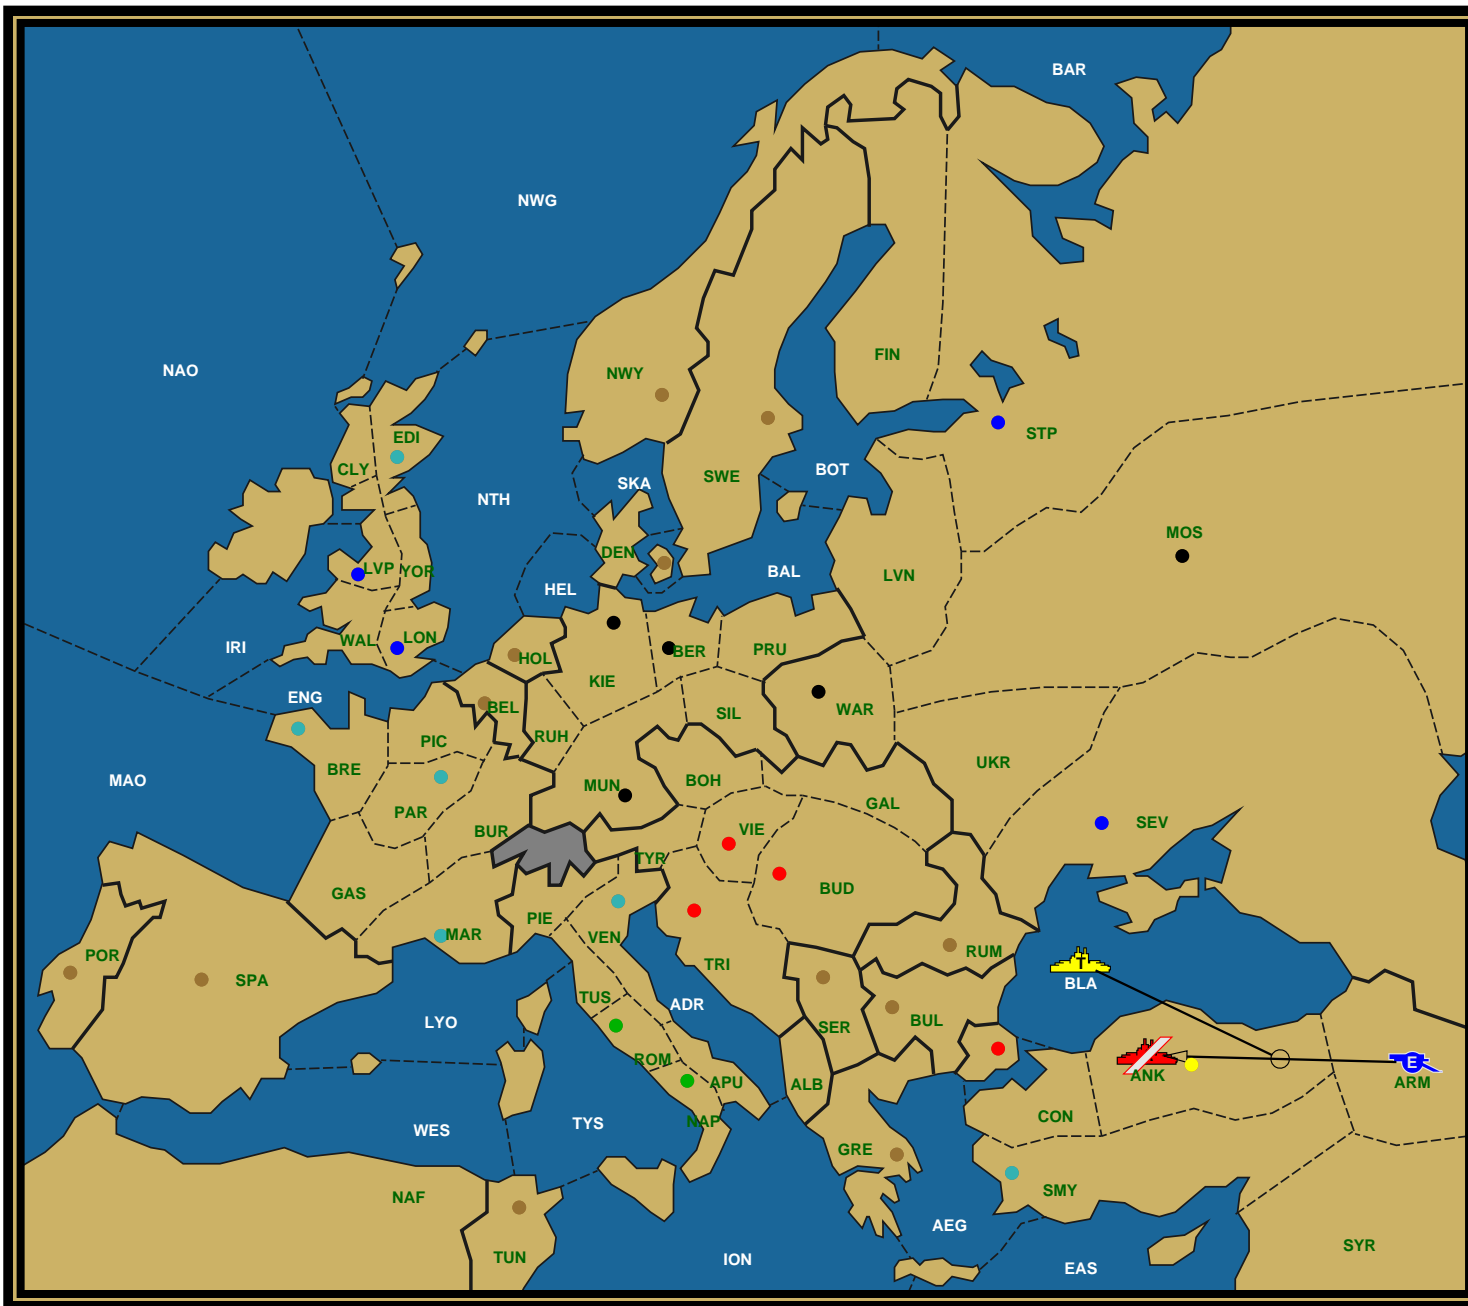 BAR
NWG
NAO
FIN
NWY
EDI
STP
CLY
SWE
BOT
SKA
NTH
MOS
DEN
LVP
YOR
BAL
LVN
HEL
WAL
LON
IRI
HOL
BER
PRU
KIE
ENG
BEL
SIL
WAR
PIC
RUH
UKR
BRE
MAO
MUN
BOH
GAL
PAR
BUR
VIE
SEV
TYR
BUD
GAS
PIE
VEN
MAR
POR
SPA
TRI
RUM
T
BLA
TUS
ADR
LYO
SER
BUL
ROM
E
ANK
APU
ALB
ARM
CON
NAP
TYS
WES
GRE
SMY
NAF
AEG
SYR
TUN
ION
EAS